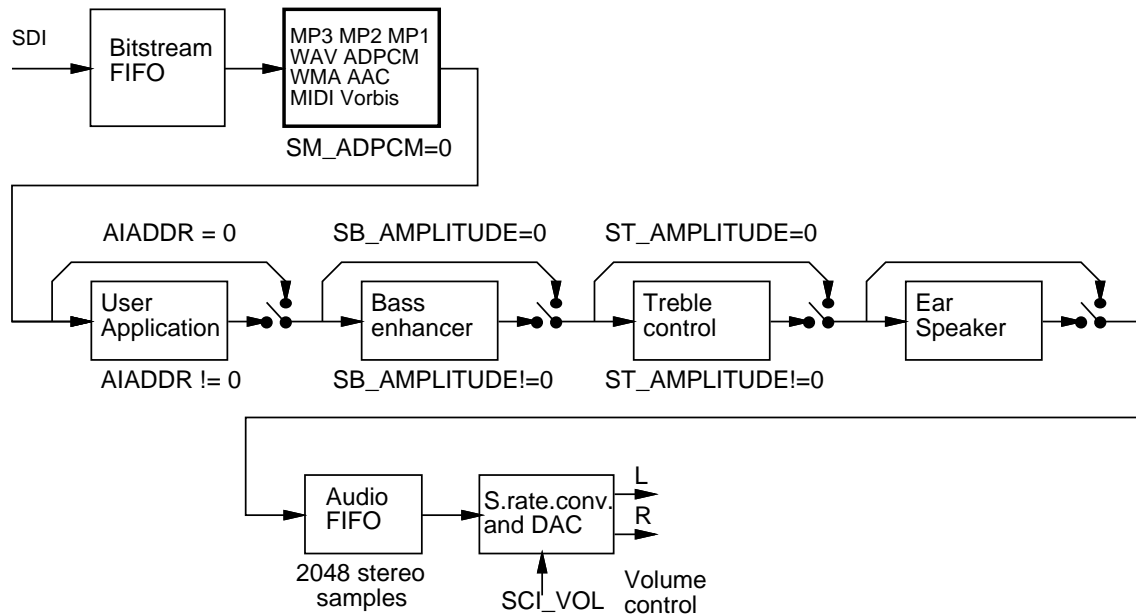 SDI
Bitstream
FIFO
MP3 MP2 MP1
WAV ADPCM
WMA AAC
MIDI Vorbis
SM_ADPCM=0
AIADDR = 0
SB_AMPLITUDE=0
ST_AMPLITUDE=0
User
Application
Bass
enhancer
Treble
control
Ear
Speaker
AIADDR != 0
SB_AMPLITUDE!=0
ST_AMPLITUDE!=0
Audio
FIFO
S.rate.conv.
and DAC
L
R
2048 stereo
samples
SCI_VOL
Volume
control